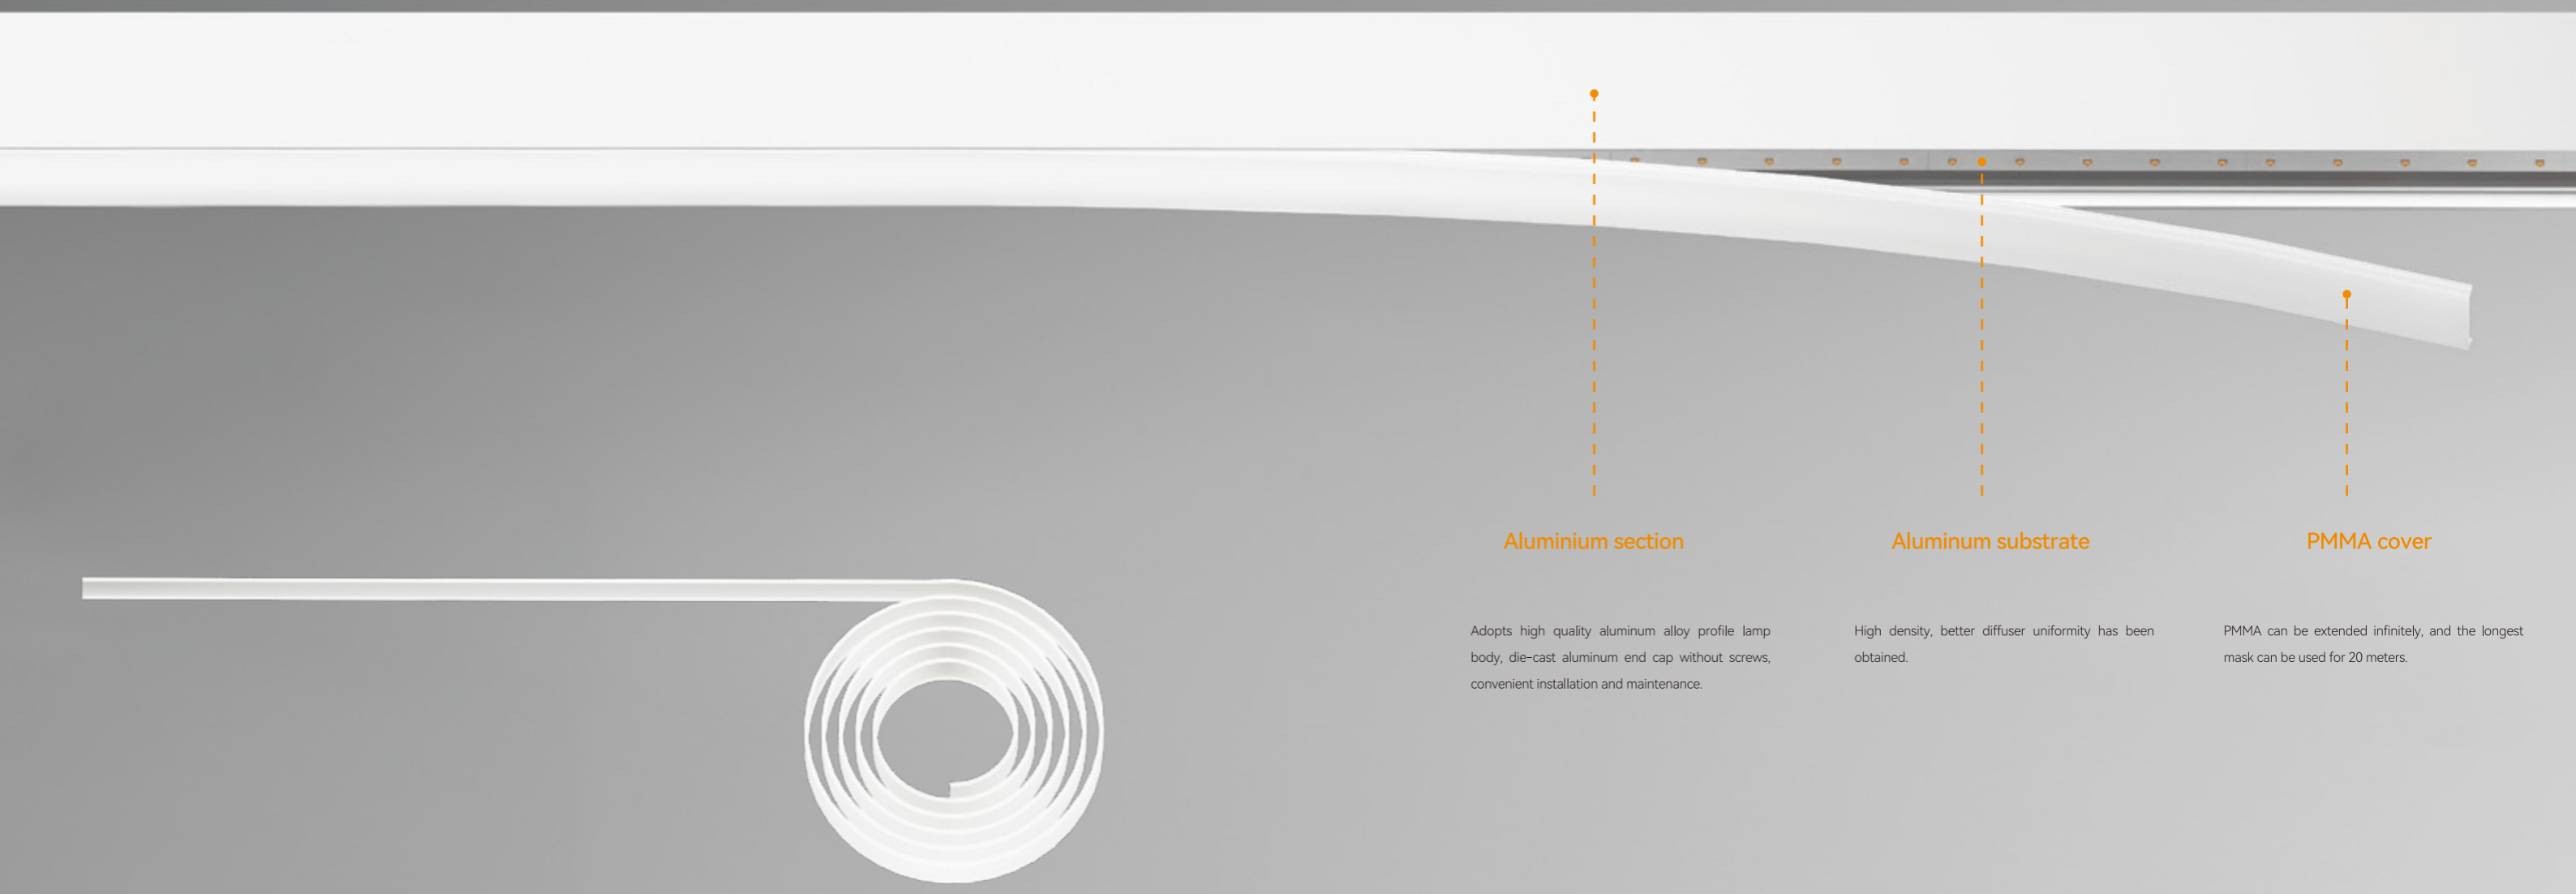 Aluminium section
Adopts high quality aluminum alloy profile lamp
body, die-cast aluminum end cap without screws,
convenient installation and maintenance.
Aluminum substrate
High density, better diffuser uniformity has been
obtained.
PMMA cover
PMMA can be extended infinitely, and the longest
mask can be used for 20 meters.